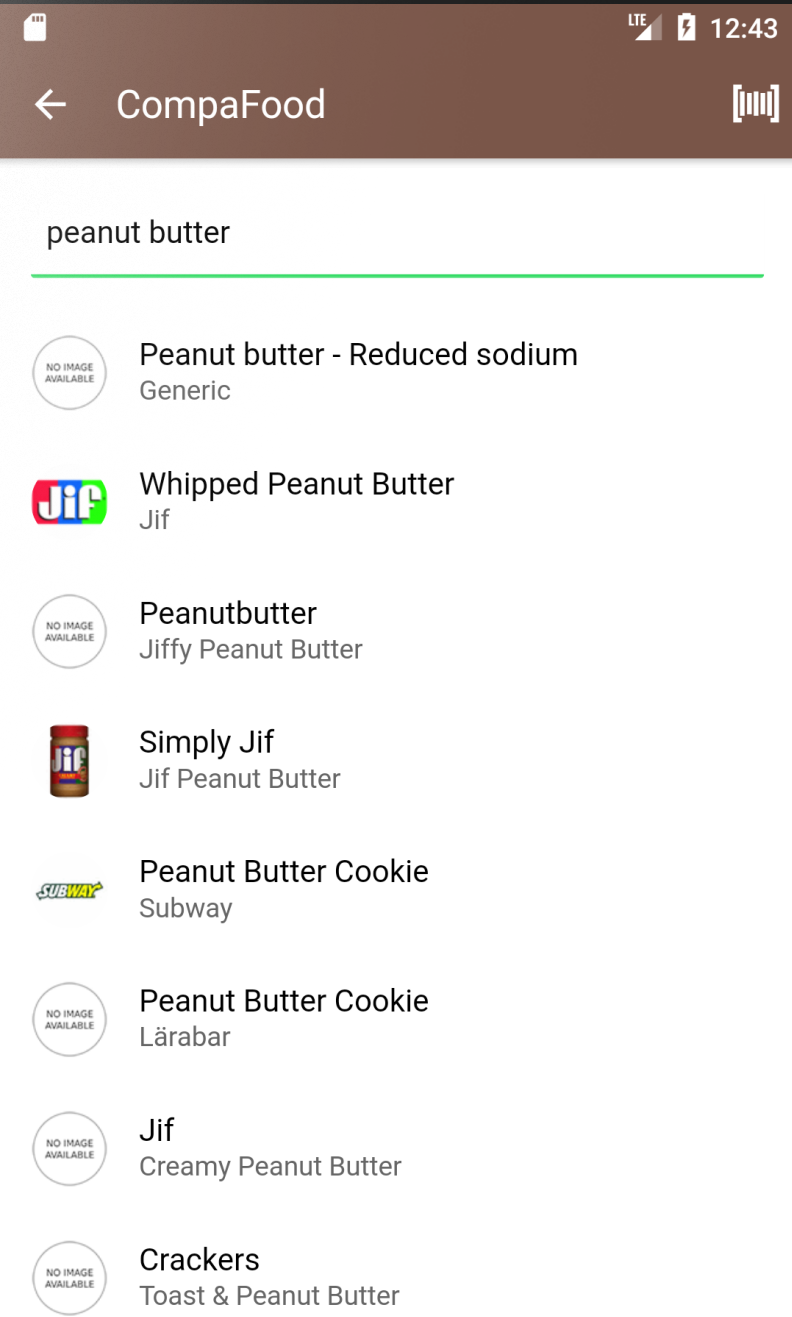 LTE 12:43
CompaFood
peanut butter
NO IMAGE
AVAILABLE
Peanut butter - Reduced sodium
Generic
Jif
Whipped Peanut Butter
Jif
NO IMAGE
AVAILABLE
Peanutbutter
Jiffy Peanut Butter
Jif
Simply Jif
Jif Peanut Butter
SUBWAY
Peanut Butter Cookie
Subway
NO IMAGE
AVAILABLE
Peanut Butter Cookie
Lärabar
NO IMAGE
AVAILABLE
Jif
Creamy Peanut Butter
NO IMAGE
AVAILABLE
Crackers
Toast & Peanut Butter